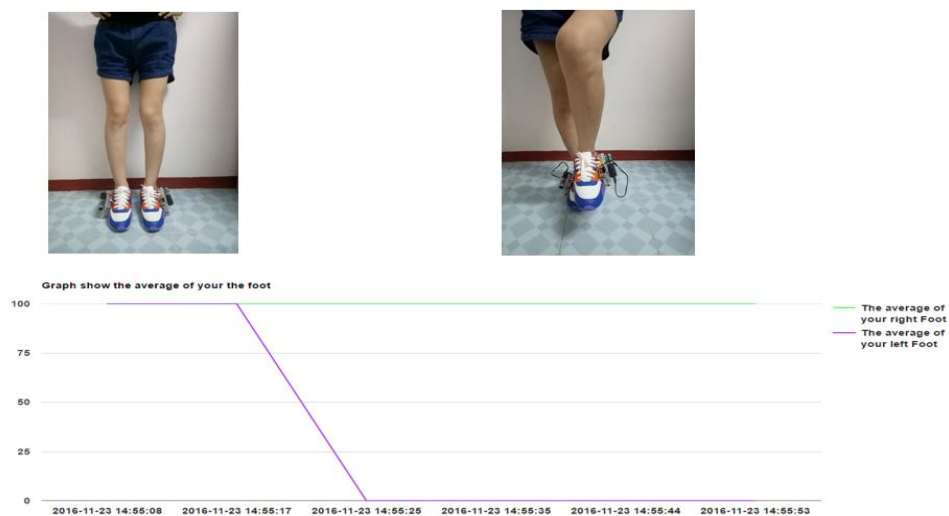 Graph show the average of your the foot
100
75
50
25
0
2016-11-23 14:55:08 2016-11-23 14:55:17 2016-11-23 14:55:25 2016-11-23 14:55:35 2016-11-23 14:55:44 2016-11-23 14:55:53
The average of
your right Foot
The average of
your left Foot